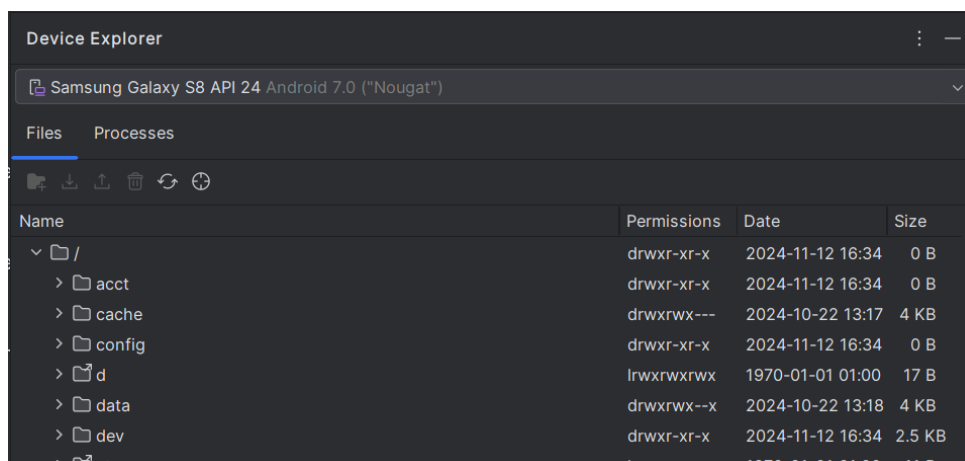 Device Explorer
Samsung Galaxy S8 API 24 Android 7.0 ("Nougat")
Files Processes
Name Permissions Date Size
/ drwxr-xr-x 2024-11-12 16:34 0 B
acct drwxr-xr-x 2024-11-12 16:34 0 B
cache drwxrwx--- 2024-10-22 13:17 4 KB
config drwxr-xr-x 2024-11-12 16:34 0 B
d lrwxrwxrwx 1970-01-01 01:00 17 B
data drwxrwx--x 2024-10-22 13:18 4 KB
dev drwxr-xr-x 2024-11-12 16:34 2.5 KB